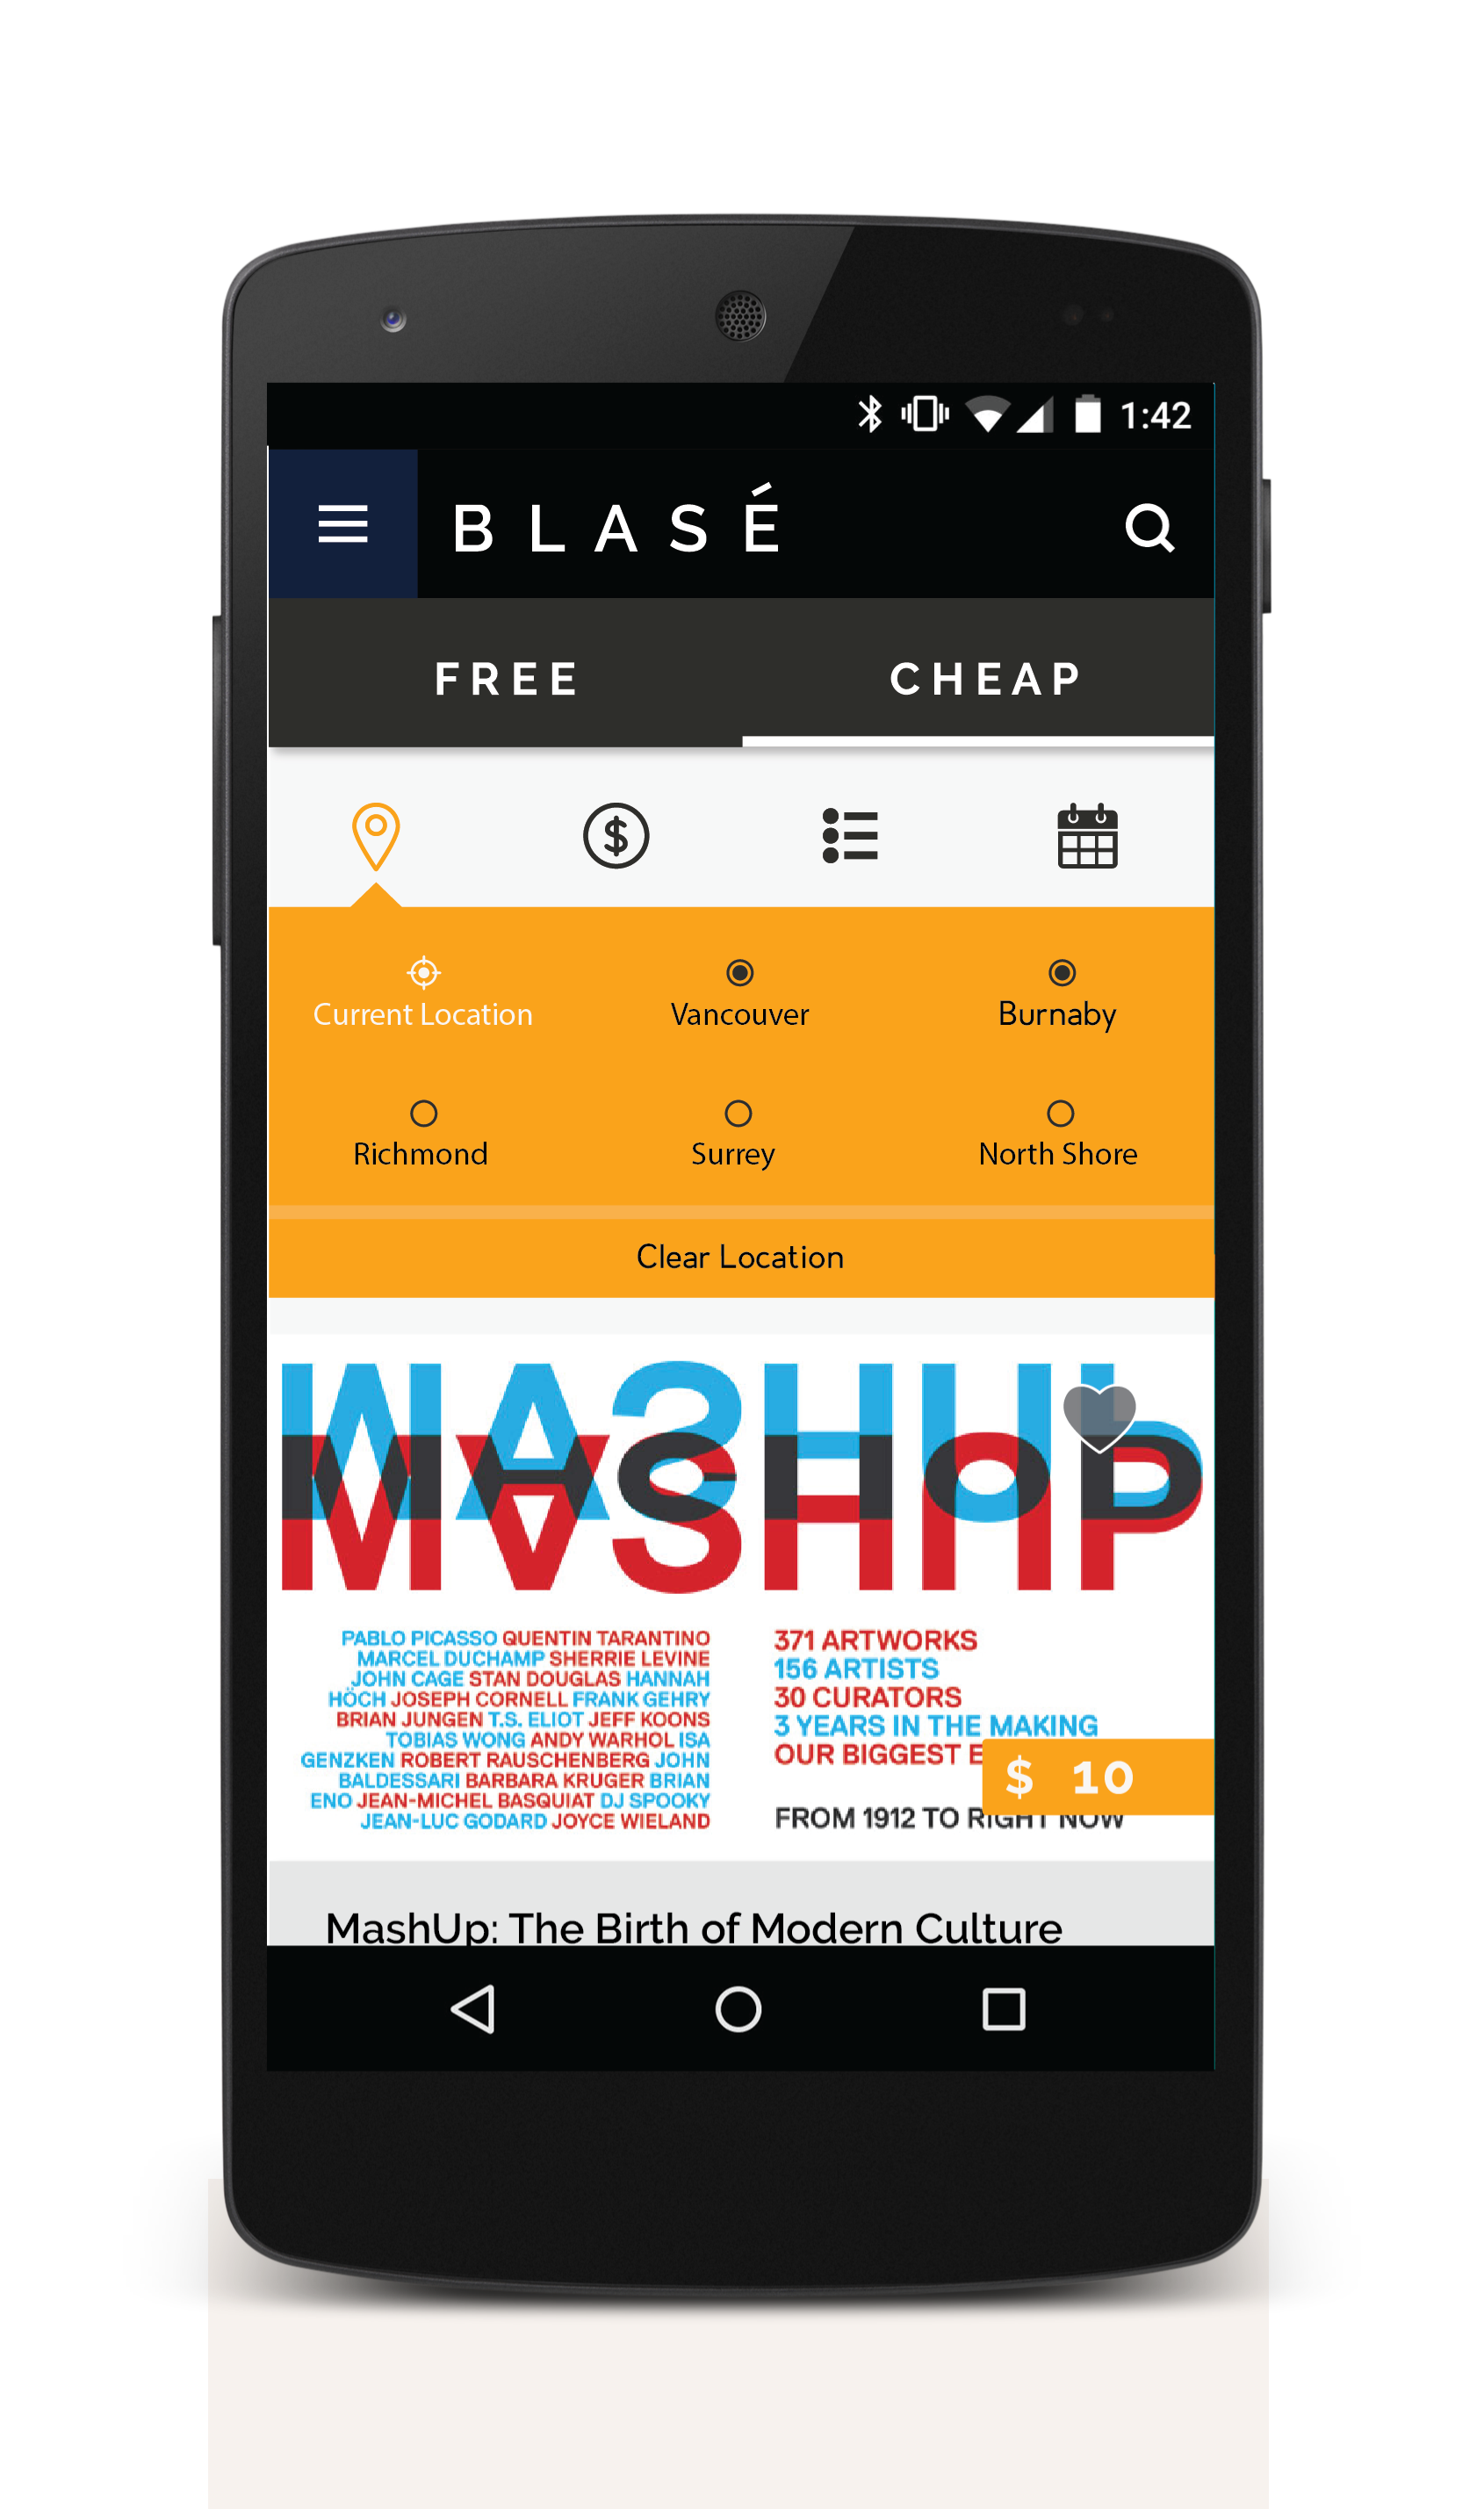 1:42
BLASÉ
FREE CHEAP
Current Location Vancouver Burnaby
Richmond Surrey North Shore
Clear Location
MASHUP
MASHUP
PABLO PICASSO QUENTIN TARANTINO
MARCEL DUCHAMP SHERRIE LEVINE
JOHN CAGE STAN DOUGLAS HANNAH
HÖCH JOSEPH CORNELL FRANK GEHRY
BRIAN JUNGEN T.S. ELIOT JEFF KOONS
TOBIAS WONG ANDY WARHOL ISA
GENZKEN ROBERT RAUSCHENBERG JOHN
BALDESSARI BARBARA KRUGER BRIAN
ENO JEAN-MICHEL BASQUIAT DJ SPOOKY
JEAN-LUC GODARD JOYCE WIELAND
371 ARTWORKS
156 ARTISTS
30 CURATORS
3 YEARS IN THE MAKING
OUR BIGGEST
$ 10
FROM 1912 TO RIGHT NOW
MashUp: The Birth of Modern Culture